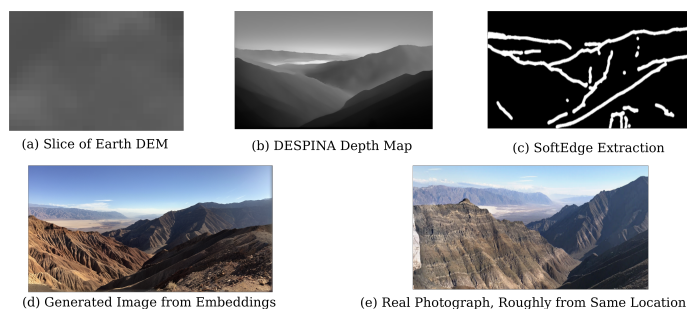 (a) Slice of Earth DEM
(b) DESPINA Depth Map
(c) SoftEdge Extraction
(d) Generated Image from Embeddings
(e) Real Photograph, Roughly from Same Location